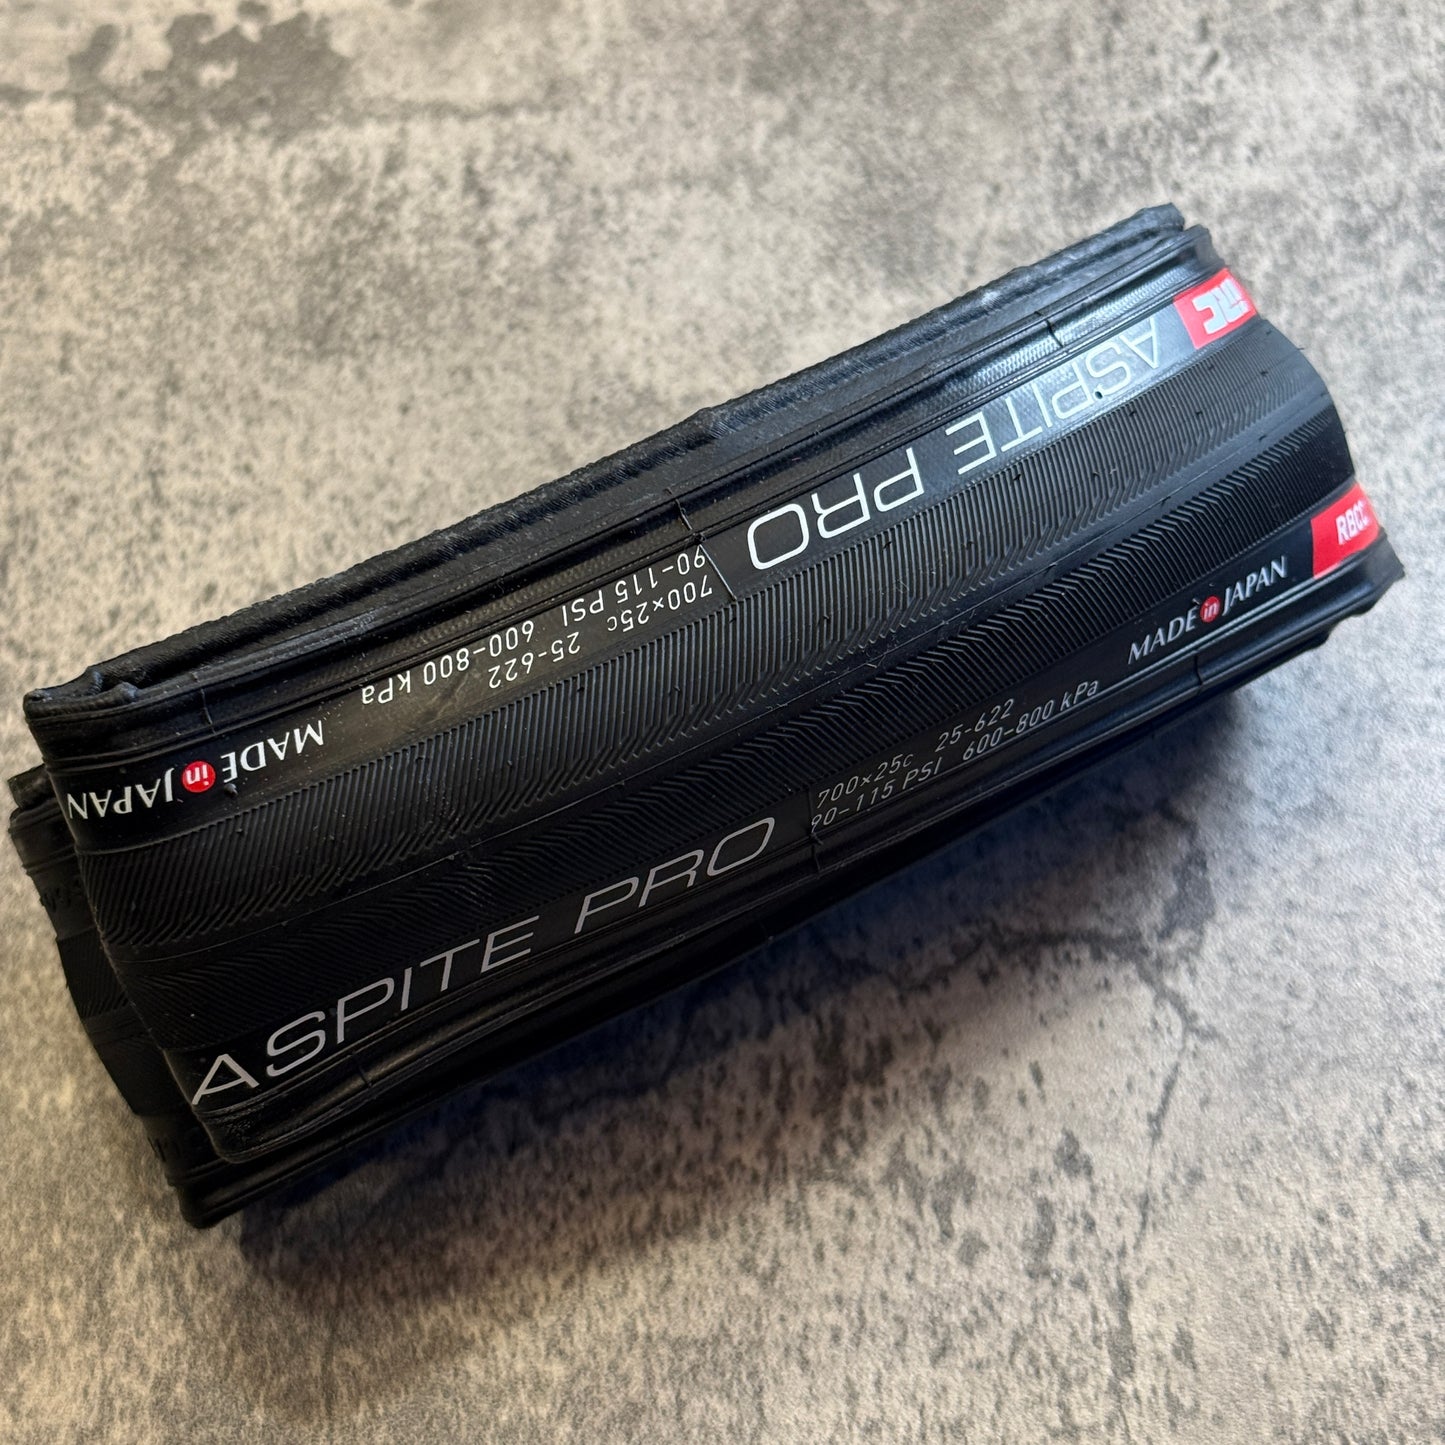 IRC
ASPITE PRO
700×25c 25-622
90-115 PSI 600-800 kPa
MADE in JAPAN
ASPITE PRO
700×25c 25-622
90-115 PSI 600-800 kPa
MADE in JAPAN
RBCC